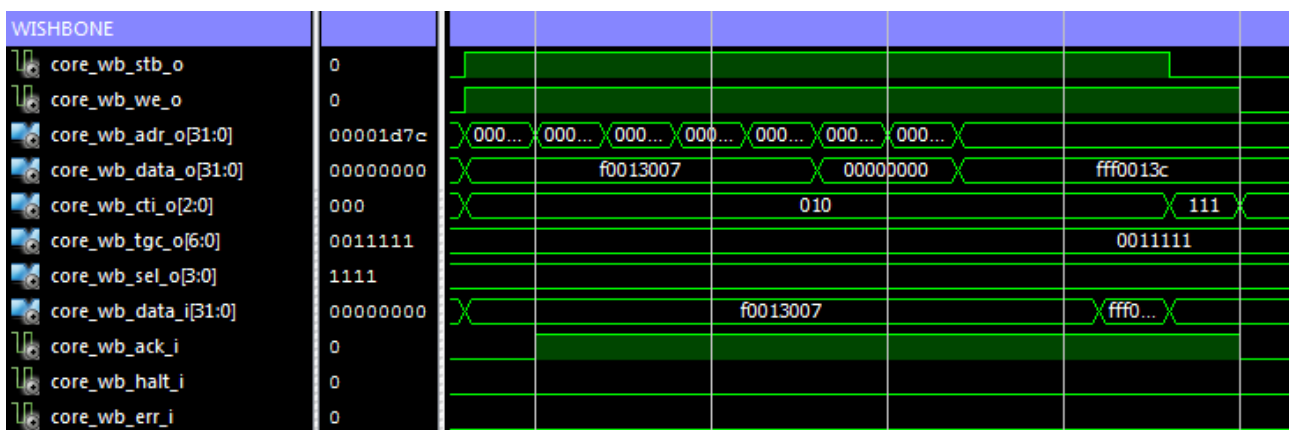 WISHBONE
core_wb_stb_o 0
core_wb_we_o 0
core_wb_adr_o[31:0] 00001d7c 000... 000... 000... 000... 000... 000... 000...
core_wb_data_o[31:0] 00000000 f0013007 00000000 fff0013c
core_wb_cti_o[2:0] 000 010 111
core_wb_tgc_o[6:0] 0011111 0011111
core_wb_sel_o[3:0] 1111
core_wb_data_i[31:0] 00000000 f0013007 fff0...
core_wb_ack_i 0
core_wb_halt_i 0
core_wb_err_i 0